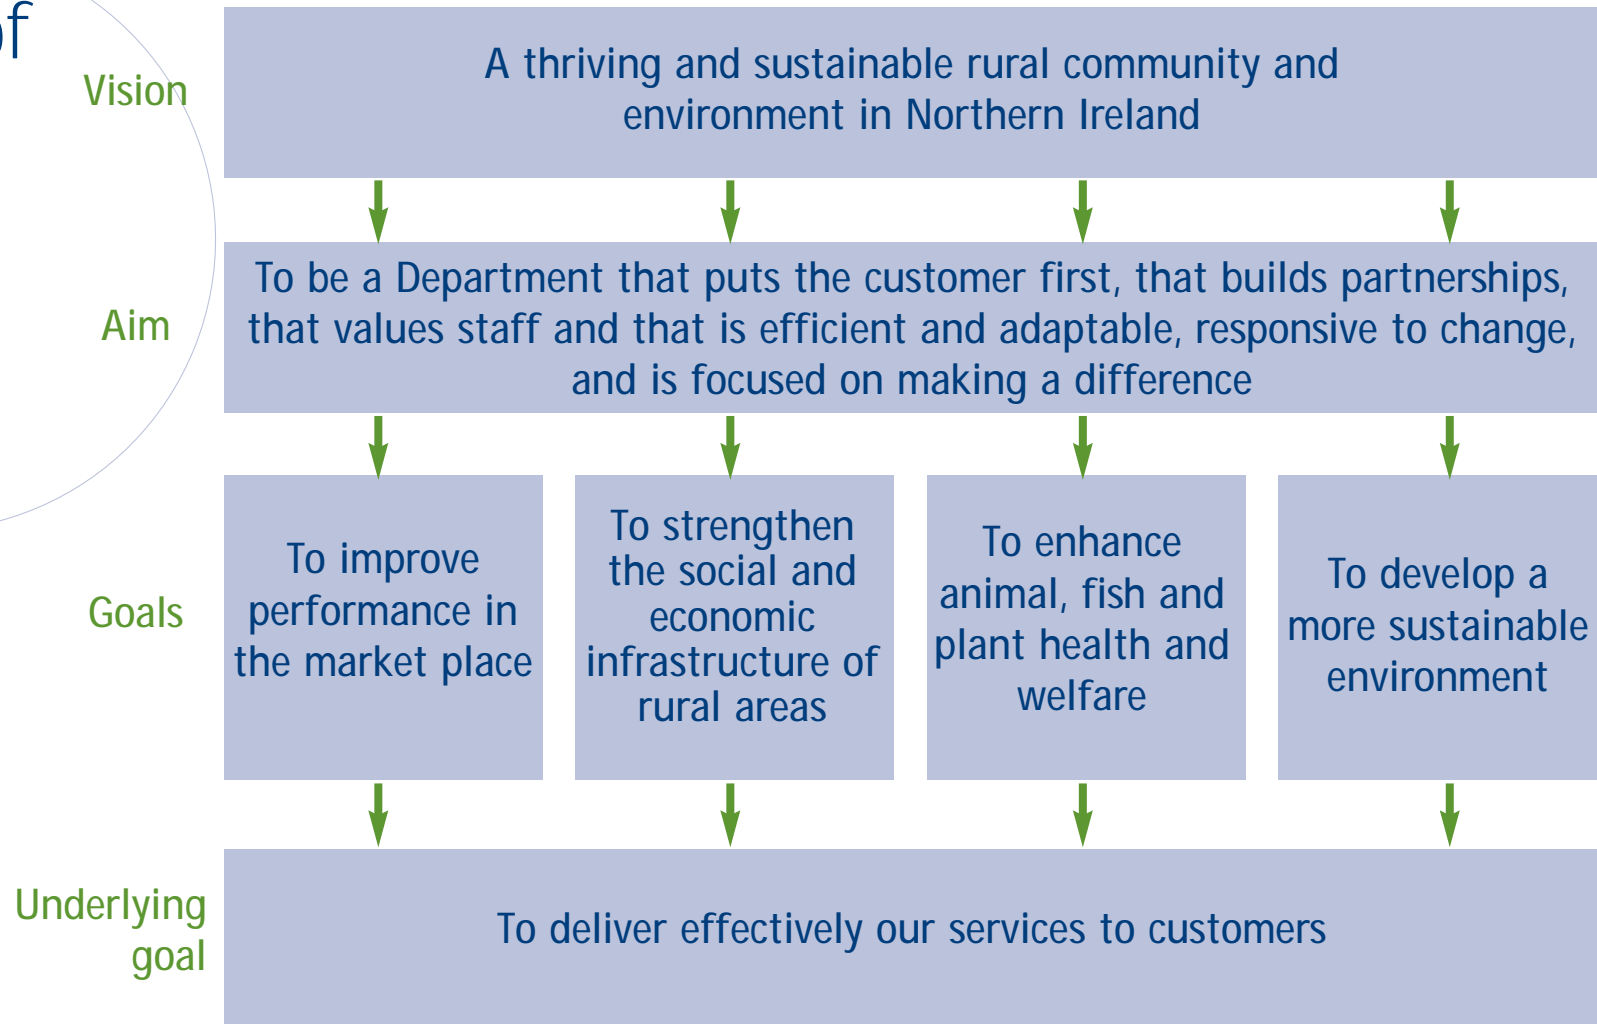 of
Vision
A thriving and sustainable rural community and
environment in Northern Ireland
Aim
To be a Department that puts the customer first, that builds partnerships,
that values staff and that is efficient and adaptable, responsive to change,
and is focused on making a difference
Goals
To improve
performance in
the market place
To strengthen
the social and
economic
infrastructure of
rural areas
To enhance
animal, fish and
plant health and
welfare
To develop a
more sustainable
environment
Underlying
goal
To deliver effectively our services to customers